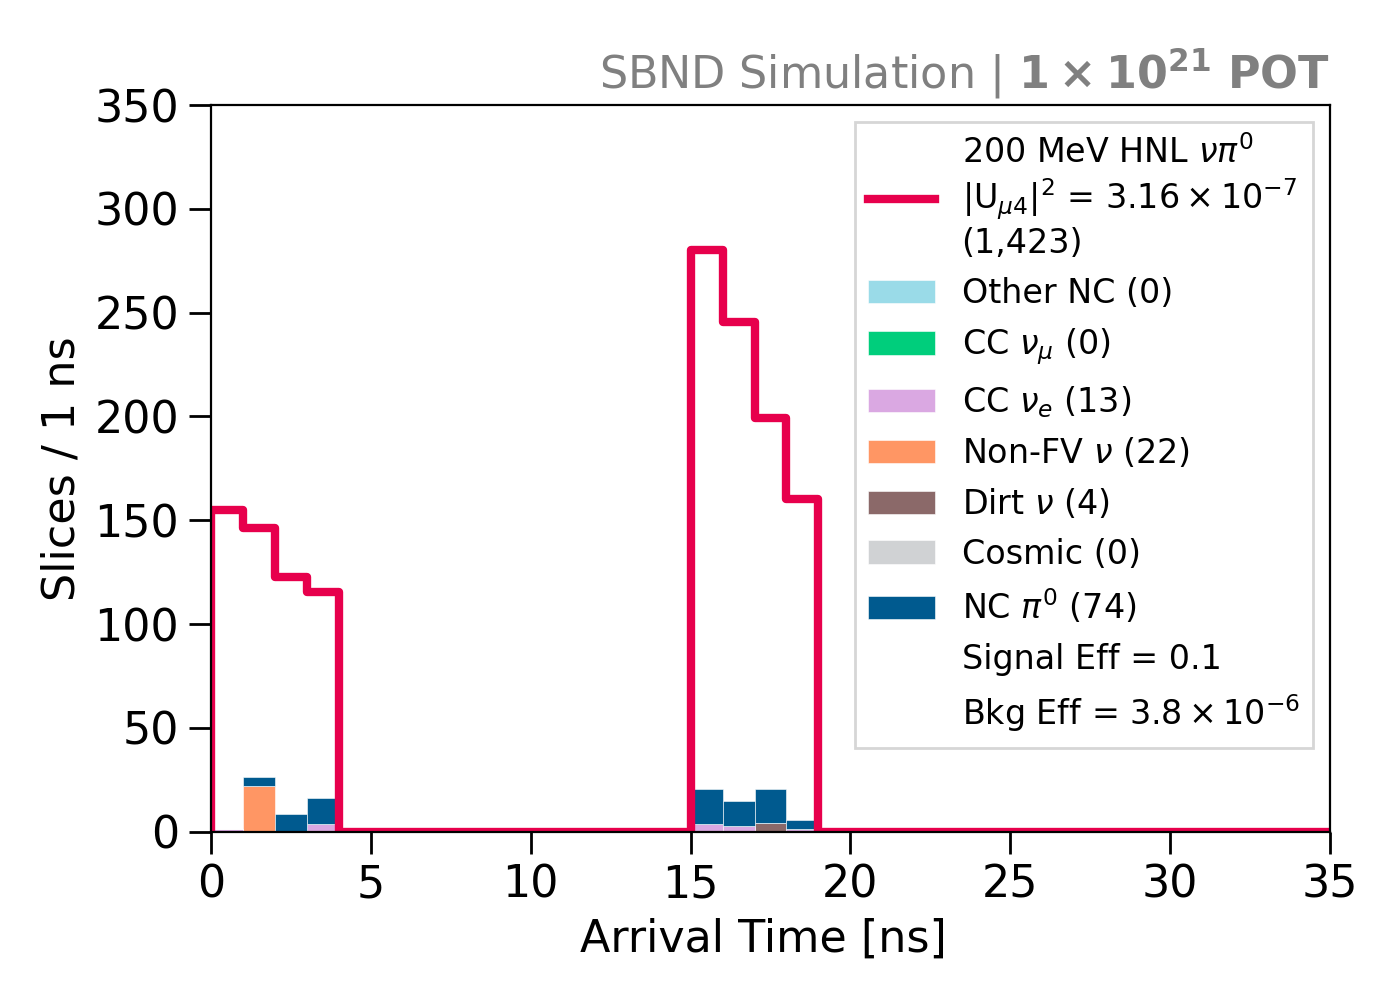 SBND Simulation | 1 × 10²¹ POT
350
300
250
200
150
100
50
0
Slices / 1 ns
200 MeV HNL νπ⁰
|U_{μ4}|² = 3.16 × 10⁻⁷
(1,423)
Other NC (0)
CC ν_μ (0)
CC ν_e (13)
Non-FV ν (22)
Dirt ν (4)
Cosmic (0)
NC π⁰ (74)
Signal Eff = 0.1
Bkg Eff = 3.8 × 10⁻⁶
0 5 10 15 20 25 30 35
Arrival Time [ns]